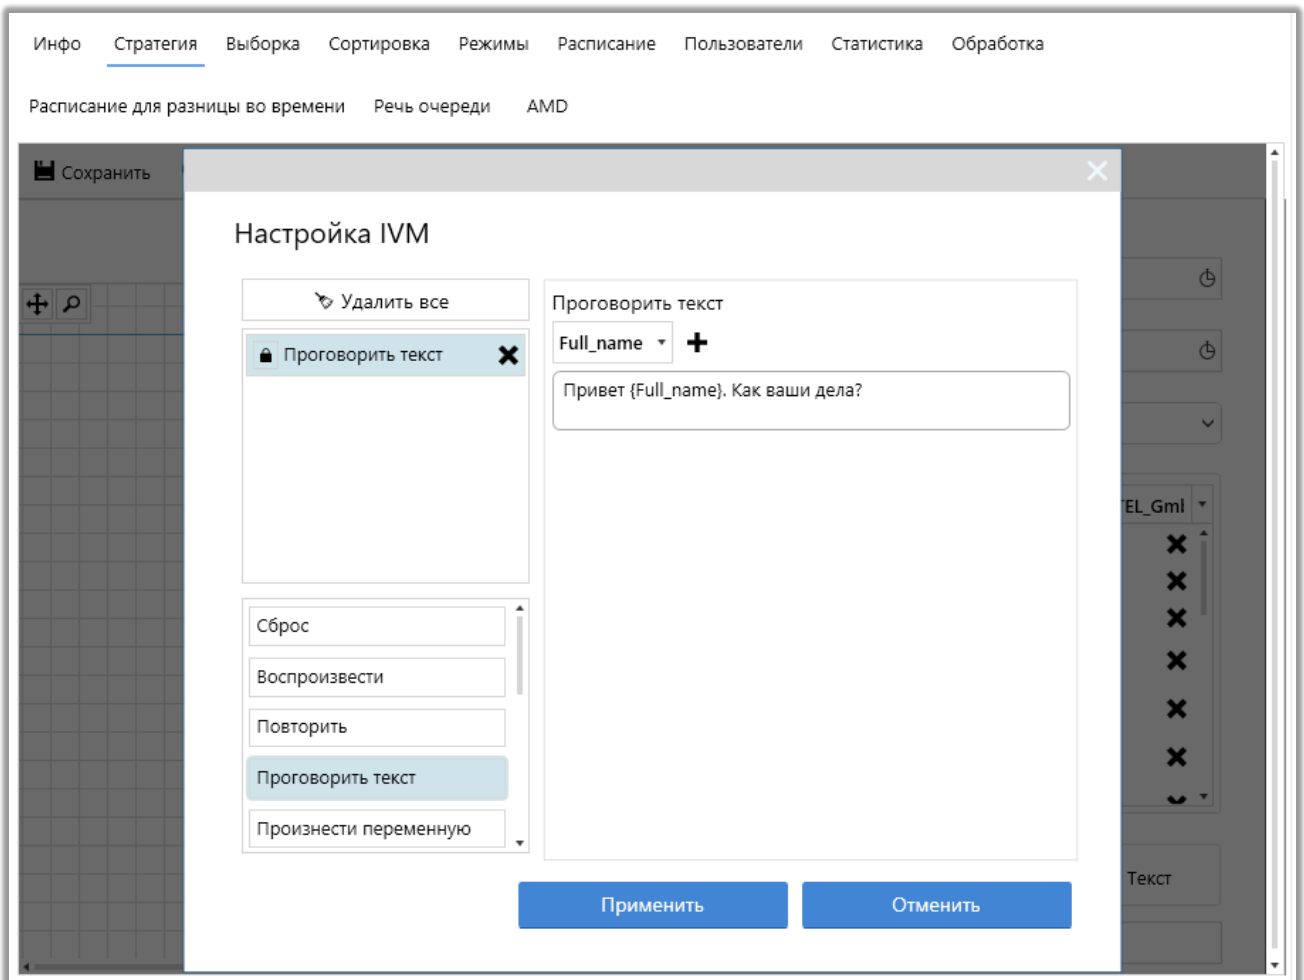 Инфо Стратегия Выборка Сортировка Режимы Расписание Пользователи Статистика Обработка
Расписание для разницы во времени Речь очереди AMD
Сохранить
Настройка IVM
Удалить все
Проговорить текст
Проговорить текст
Full_name
Привет {Full_name}. Как ваши дела?
TEL_Gml
Сброс
Воспроизвести
Повторить
Проговорить текст
Произнести переменную
Текст
Применить Отменить